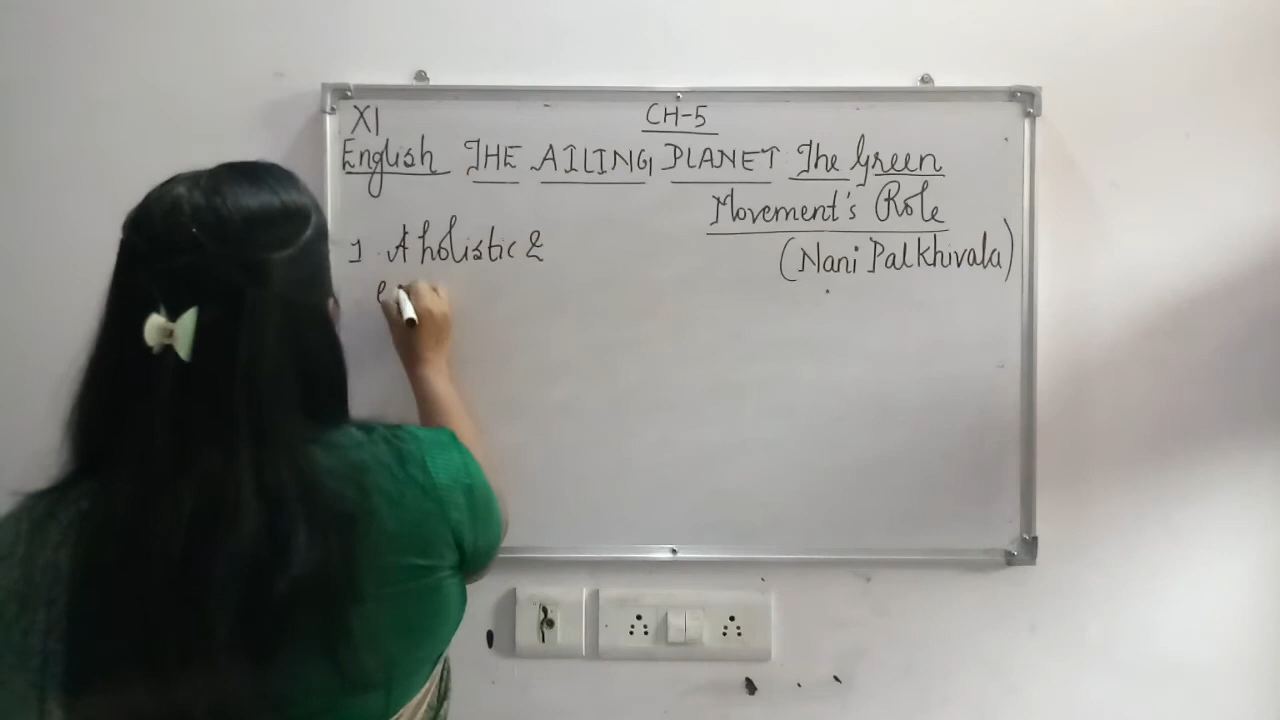 XI
CH-5
English THE AILING PLANET The Green
Movement's Role
(Nani Palkhivala)
1 A holistic &
e